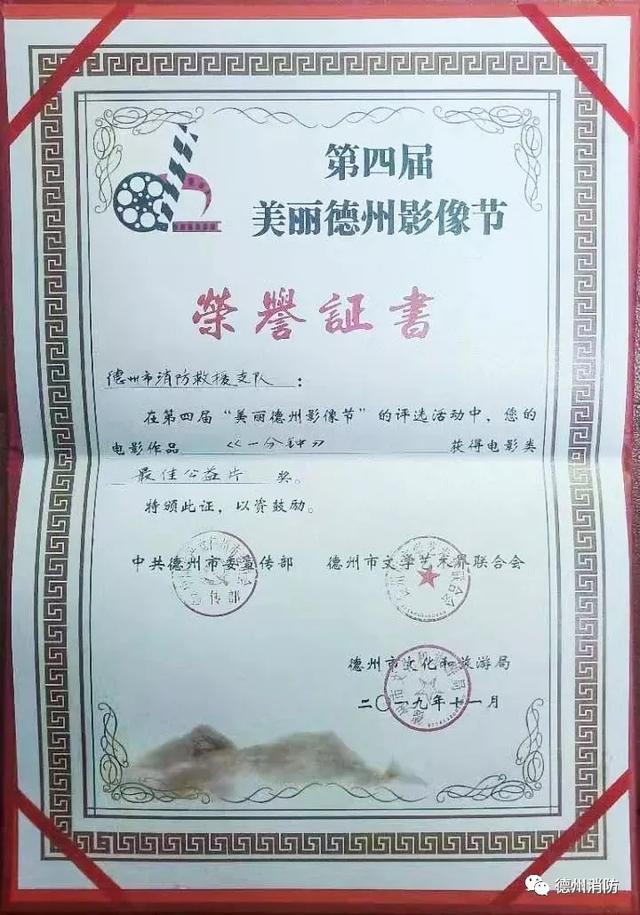 第四届
美丽德州影像节
荣誉証書
德州市消防救援支队：
在第四届“美丽德州影像节”的评选活动中，您的
电影作品《一分钟》获得电影类
最佳公益片奖。
特颁此证，以资鼓励。
中共德州市委宣传部 德州市文学艺术界联合会
德州市文化和旅游局
二〇一九年十一月
德州消防